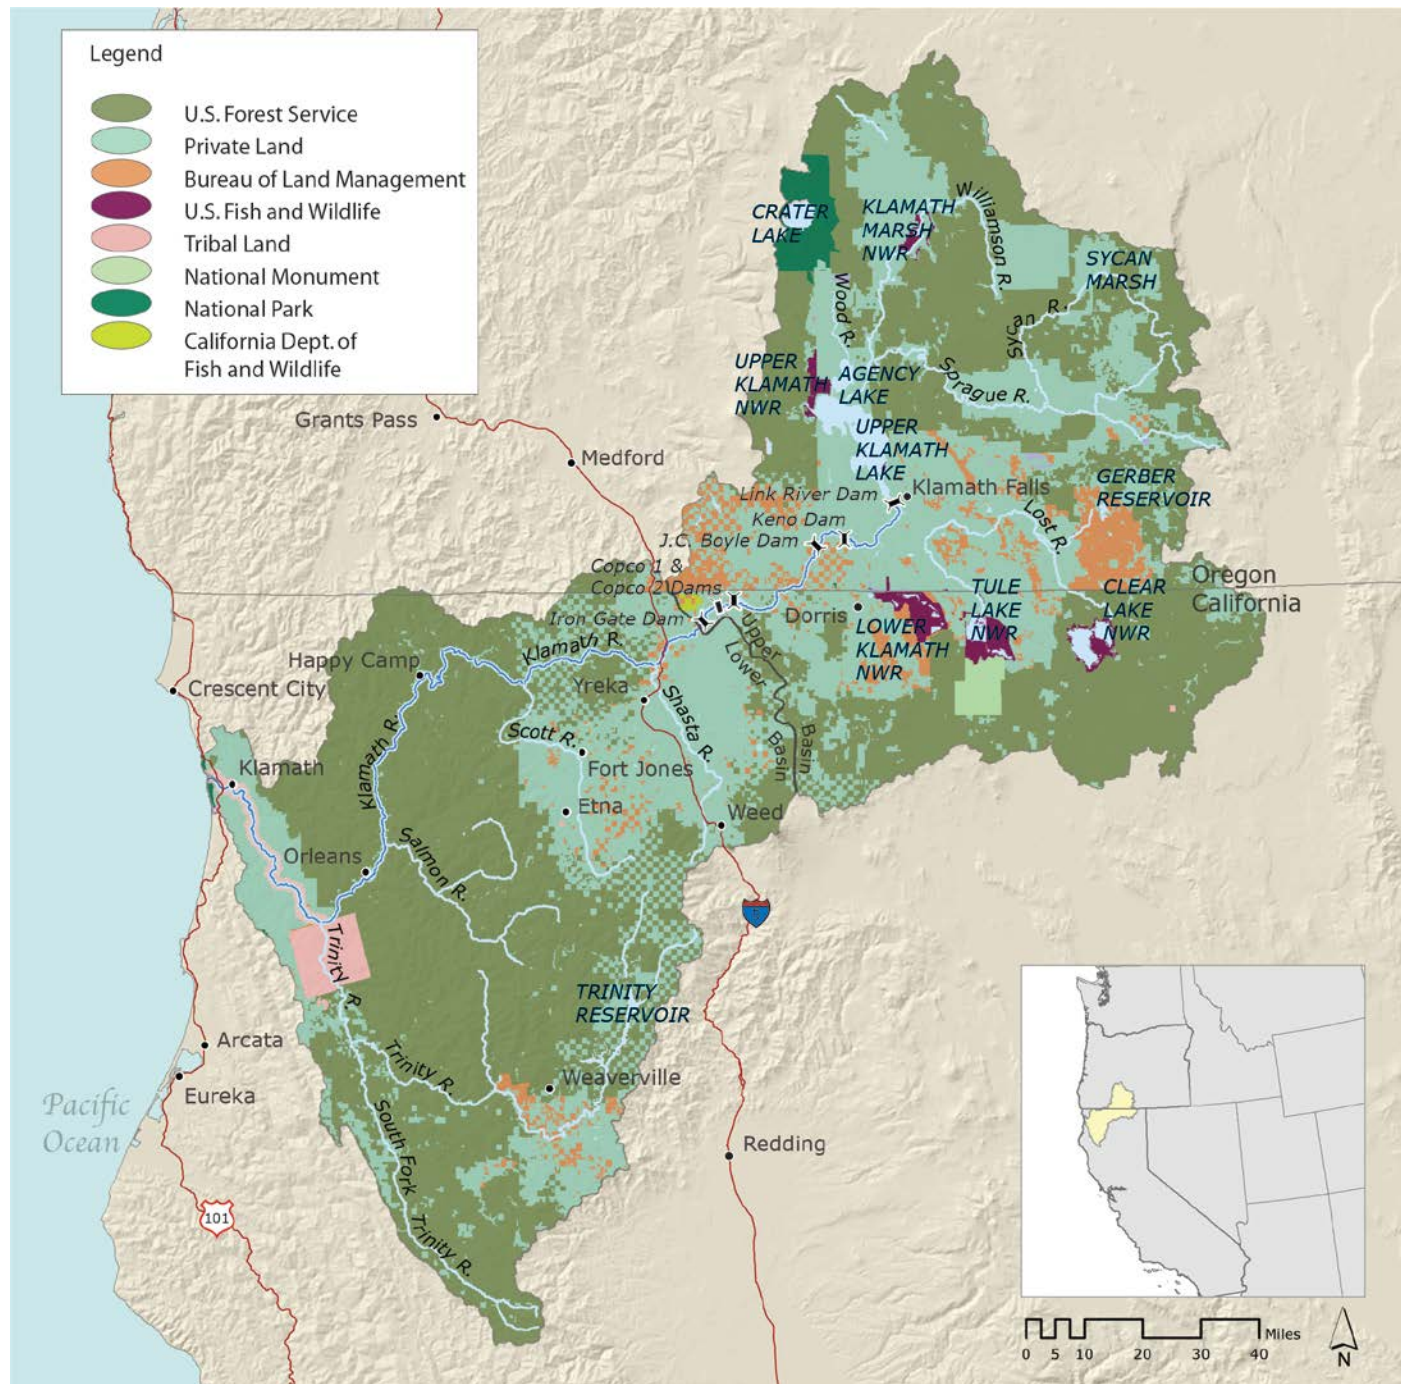 Legend
U.S. Forest Service
Private Land
Bureau of Land Management
U.S. Fish and Wildlife
Tribal Land
National Monument
National Park
California Dept. of
Fish and Wildlife
CRATER
LAKE
KLAMATH
MARSH
NWR
Williamson R.
SYCAN
MARSH
Wood R.
Sycan R.
UPPER
KLAMATH
NWR
AGENCY
LAKE
Sprague R.
Grants Pass
Medford
UPPER
KLAMATH
LAKE
GERBER
RESERVOIR
Link River Dam
Klamath Falls
Keno Dam
Lost R.
J.C. Boyle Dam
Copco 1 &
Copco 2 Dams
Oregon
California
Iron Gate Dam
Dorris
TULE
LAKE
NWR
CLEAR
LAKE
NWR
LOWER
KLAMATH
NWR
Upper
Basin
Lower
Basin
Klamath R.
Happy Camp
Crescent City
Yreka
Shasta R.
Klamath R.
Scott R.
Fort Jones
Klamath
Etna
Weed
Salmon R.
Orleans
5
Trinity R.
TRINITY
RESERVOIR
Arcata
Trinity R.
Weaverville
Eureka
Pacific
Ocean
South Fork
Trinity R.
Redding
101
0 5 10 20 30 40
Miles
N